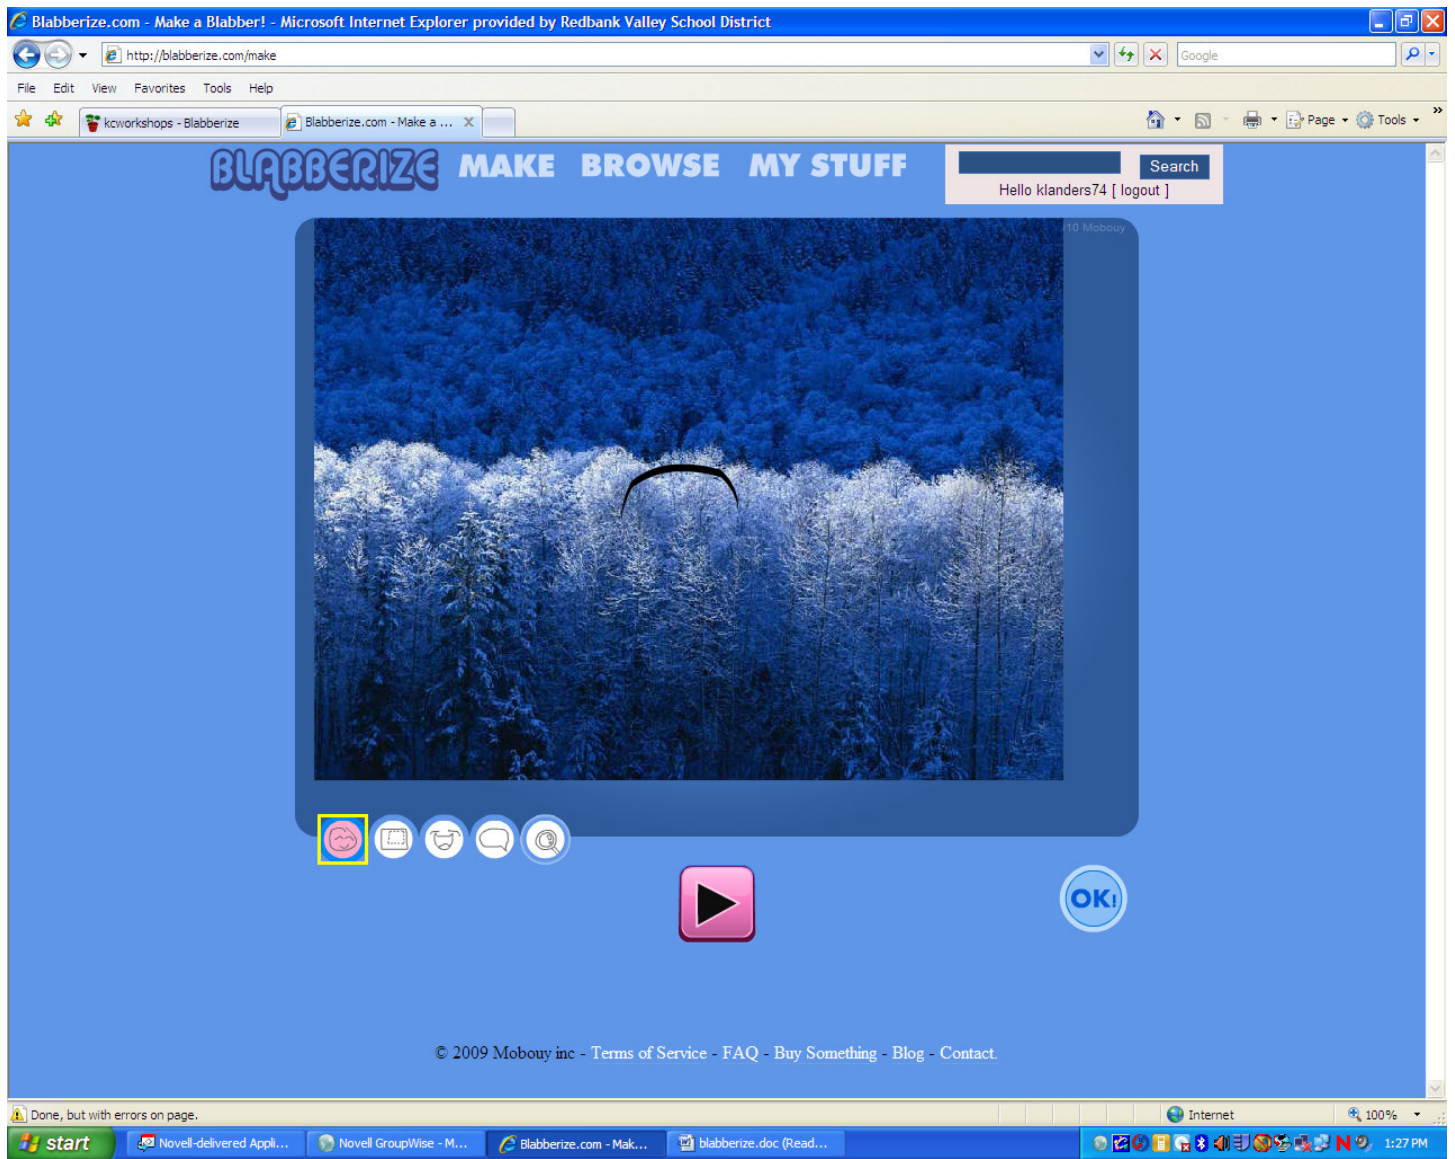 Blabberize.com - Make a Blabber! - Microsoft Internet Explorer provided by Redbank Valley School District
http://blabberize.com/make
Google
File Edit View Favorites Tools Help
kcworkshops - Blabberize
Blabberize.com - Make a ...
Page
Tools
BLABBERIZE MAKE BROWSE MY STUFF
Search
Hello klanders74 [ logout ]
10 Mobouy
OK!
© 2009 Mobouy inc - Terms of Service - FAQ - Buy Something - Blog - Contact.
Done, but with errors on page.
Internet
100%
start
Novell-delivered Appli...
Novell GroupWise - M...
Blabberize.com - Mak...
blabberize.doc (Read...
N
1:27 PM